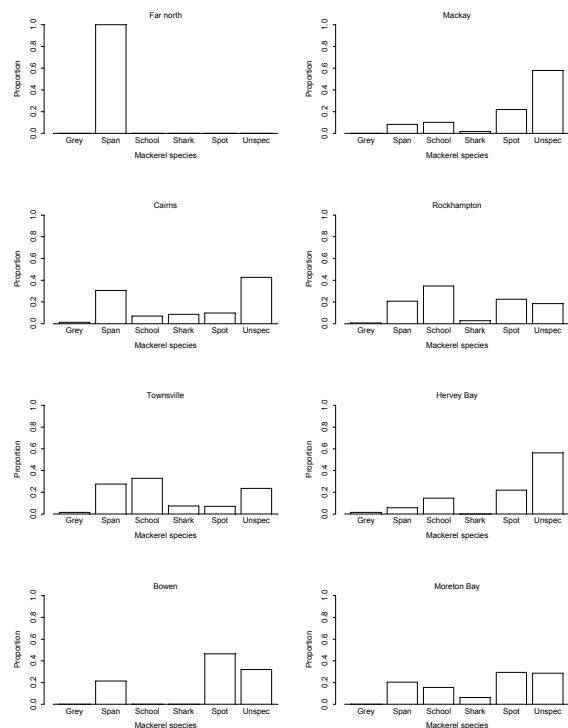 Far north
Proportion
0.0 0.2 0.4 0.6 0.8 1.0
Grey Span School Shark Spot Unspec
Mackerel species
Cairns
Proportion
0.0 0.2 0.4 0.6 0.8 1.0
Grey Span School Shark Spot Unspec
Mackerel species
Townsville
Proportion
0.0 0.2 0.4 0.6 0.8 1.0
Grey Span School Shark Spot Unspec
Mackerel species
Bowen
Proportion
0.0 0.2 0.4 0.6 0.8 1.0
Grey Span School Shark Spot Unspec
Mackerel species
Mackay
Proportion
0.0 0.2 0.4 0.6 0.8 1.0
Grey Span School Shark Spot Unspec
Mackerel species
Rockhampton
Proportion
0.0 0.2 0.4 0.6 0.8 1.0
Grey Span School Shark Spot Unspec
Mackerel species
Hervey Bay
Proportion
0.0 0.2 0.4 0.6 0.8 1.0
Grey Span School Shark Spot Unspec
Mackerel species
Moreton Bay
Proportion
0.0 0.2 0.4 0.6 0.8 1.0
Grey Span School Shark Spot Unspec
Mackerel species